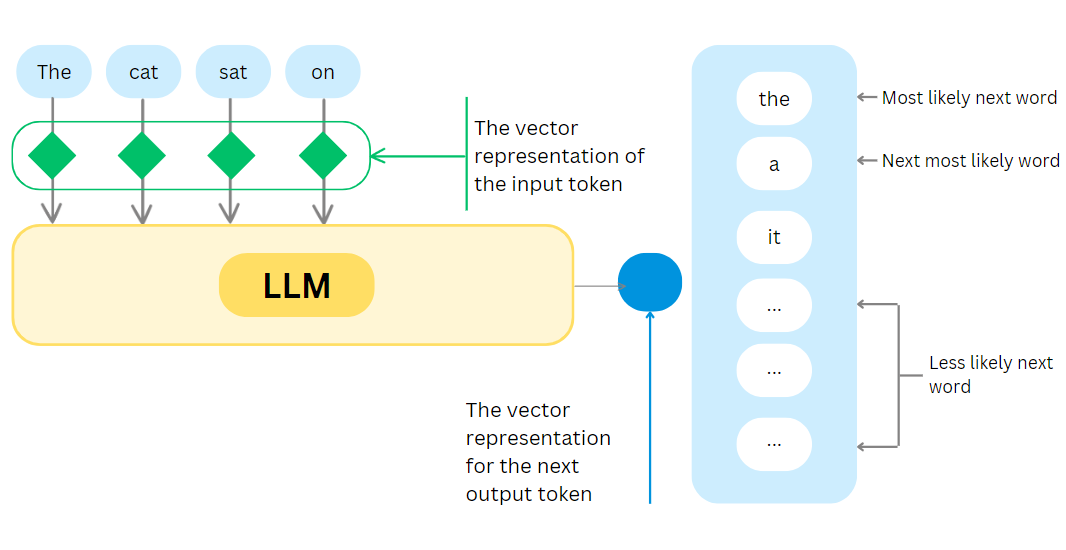 The
cat
sat
on
The vector
representation of
the input token
LLM
The vector
representation
for the next
output token
the
a
it
...
...
...
Most likely next word
Next most likely word
Less likely next
word